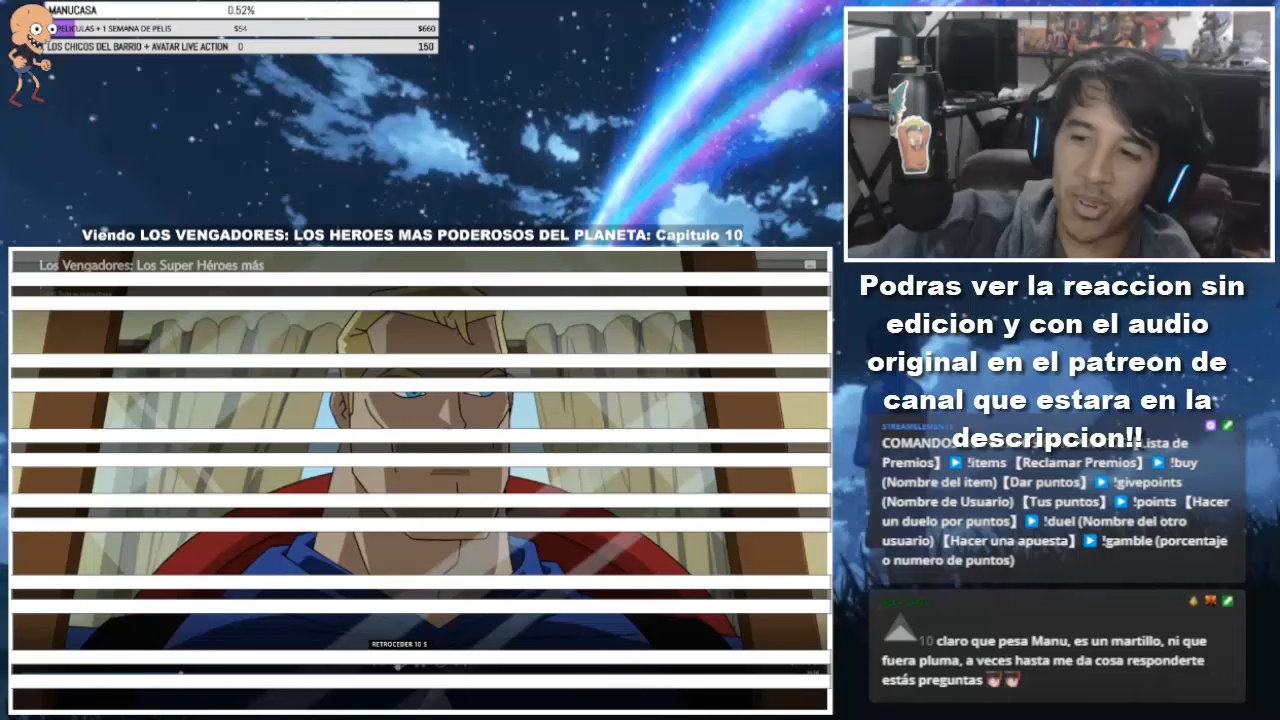 MANUCASA 0.52%
PELICULAS + 1 SEMANA DE PELIS $54 $660
LOS CHICOS DEL BARRIO + AVATAR LIVE ACTION 0 150
Viendo LOS VENGADORES: LOS HEROES MAS PODEROSOS DEL PLANETA: Capitulo 10
Los Vengadores: Los Super Héroes más
RETROCEDER 10 S
Podras ver la reaccion sin
edicion y con el audio
original en el patreon de
canal que estara en la
descripcion!!
STREAMELEMENTS
COMANDOS Lista de
Premios】 ▶ !items 【Reclamar Premios】 ▶ !buy
(Nombre del item)【Dar puntos】 ▶ !givepoints
(Nombre de Usuario) 【Tus puntos】 ▶ !points 【Hacer
un duelo por puntos】 ▶ !duel (Nombre del otro
usuario) 【Hacer una apuesta】 ▶ !gamble (porcentaje
o numero de puntos)
10 claro que pesa Manu, es un martillo, ni que
fuera pluma, a veces hasta me da cosa responderte
estás preguntas